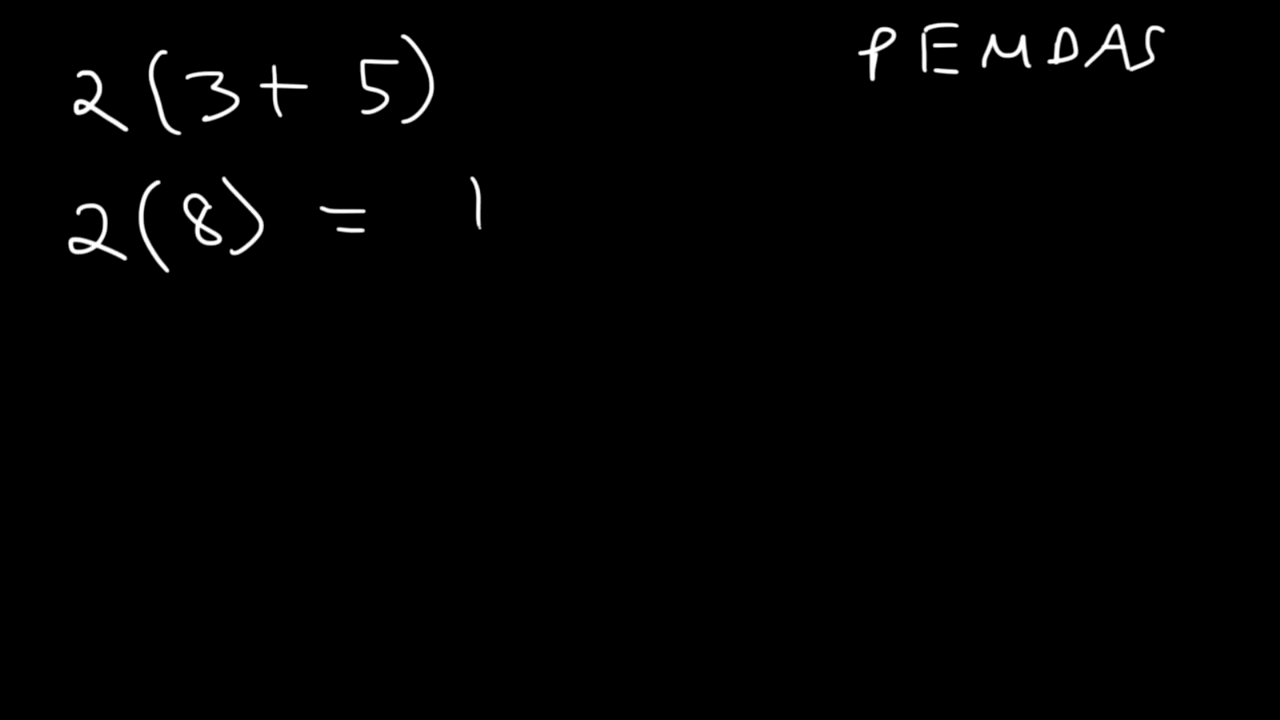 2(3+ 5)
PEMDAS
2(8) = 1